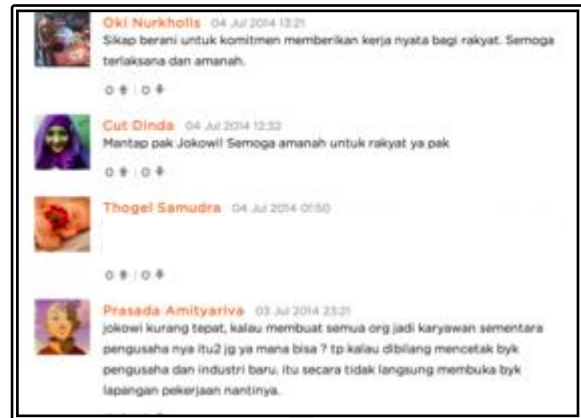 Oki Nurkholis 04 Jul 2014 13:21
Sikap berani untuk komitmen memberikan kerja nyata bagi rakyat. Semoga
terlaksana dan amanah.
0 | 0
Cut Dinda 04 Jul 2014 12:32
Mantap pak Jokowi! Semoga amanah untuk rakyat ya pak
0 | 0
Thogel Samudra 04 Jul 2014 01:50
0 | 0
Prasada Amityariva 03 Jul 2014 23:21
jokowi kurang tepat, kalau membuat semua org jadi karyawan sementara
pengusaha nya itu2 jg ya mana bisa ? tp kalau dibilang mencetak byk
pengusaha dan industri baru. itu secara tidak langsung membuka byk
lapangan pekerjaan nantinya.